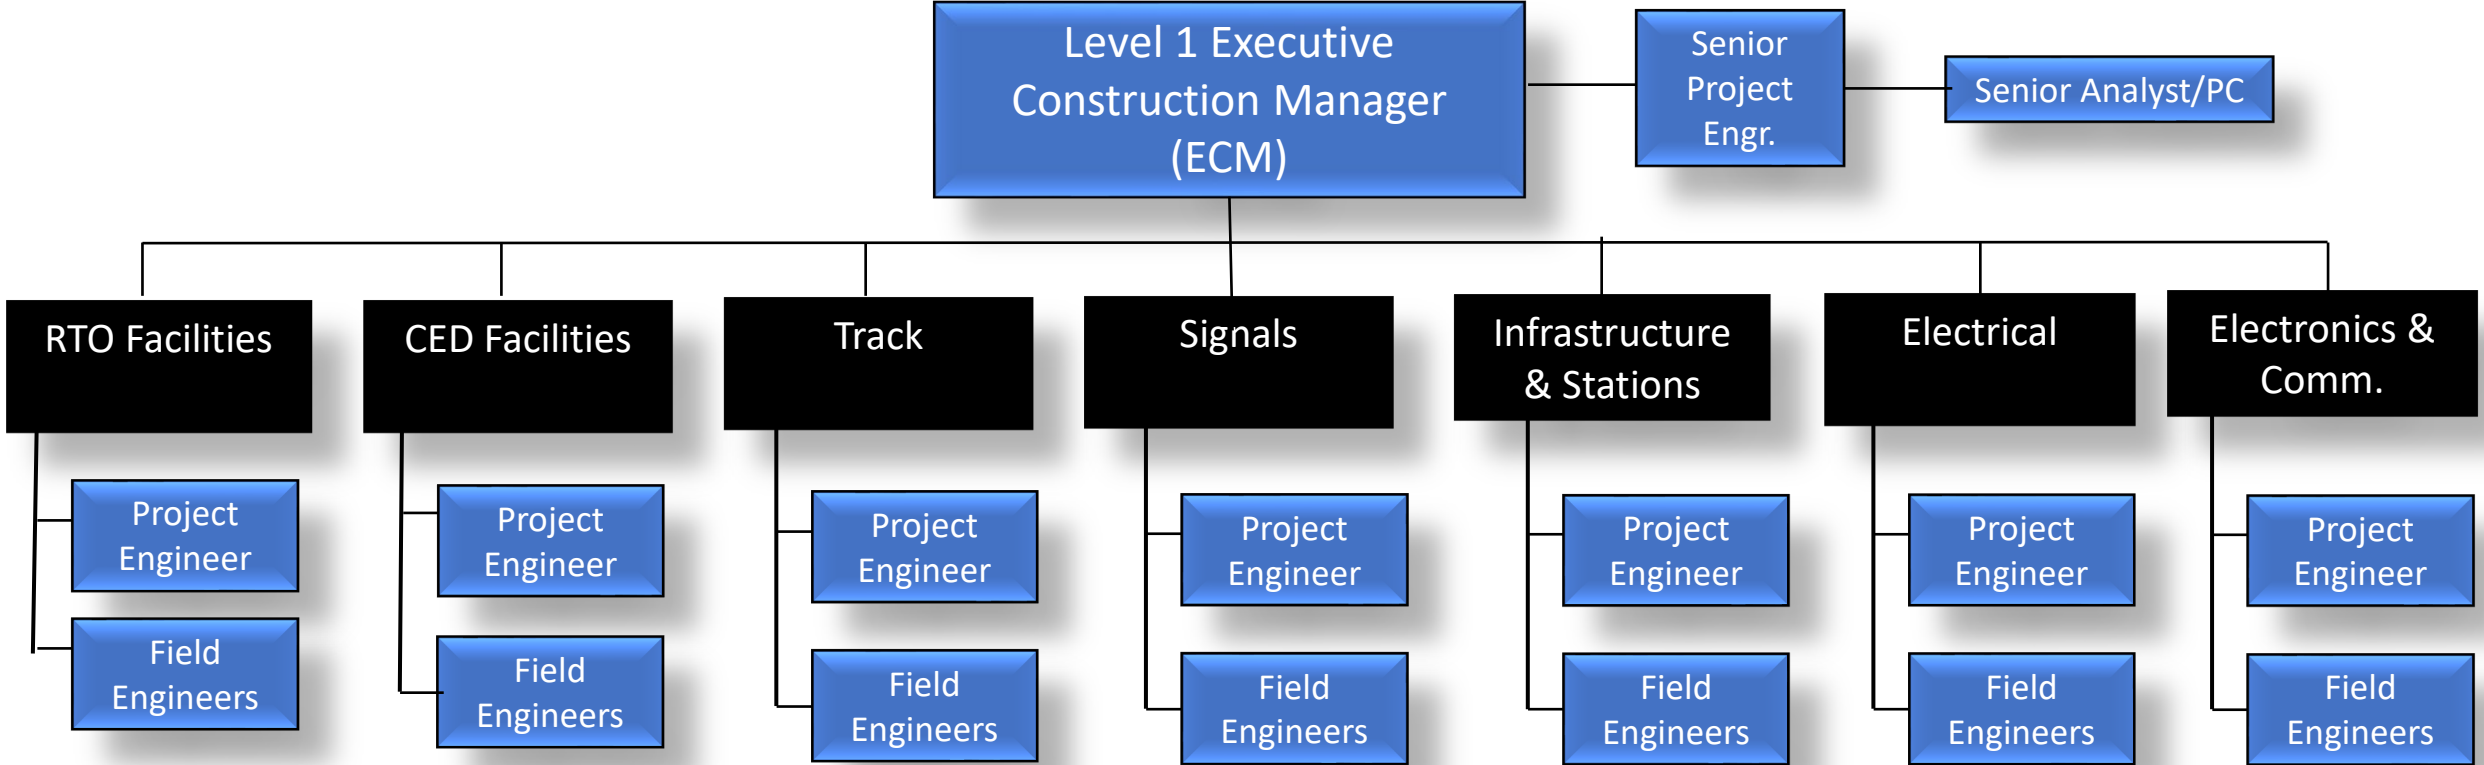 Level 1 Executive
Construction Manager
(ECM)
Senior
Project
Engr.
Senior Analyst/PC
RTO Facilities
CED Facilities
Track
Signals
Infrastructure
& Stations
Electrical
Electronics &
Comm.
Project
Engineer
Project
Engineer
Project
Engineer
Project
Engineer
Project
Engineer
Project
Engineer
Project
Engineer
Field
Engineers
Field
Engineers
Field
Engineers
Field
Engineers
Field
Engineers
Field
Engineers
Field
Engineers